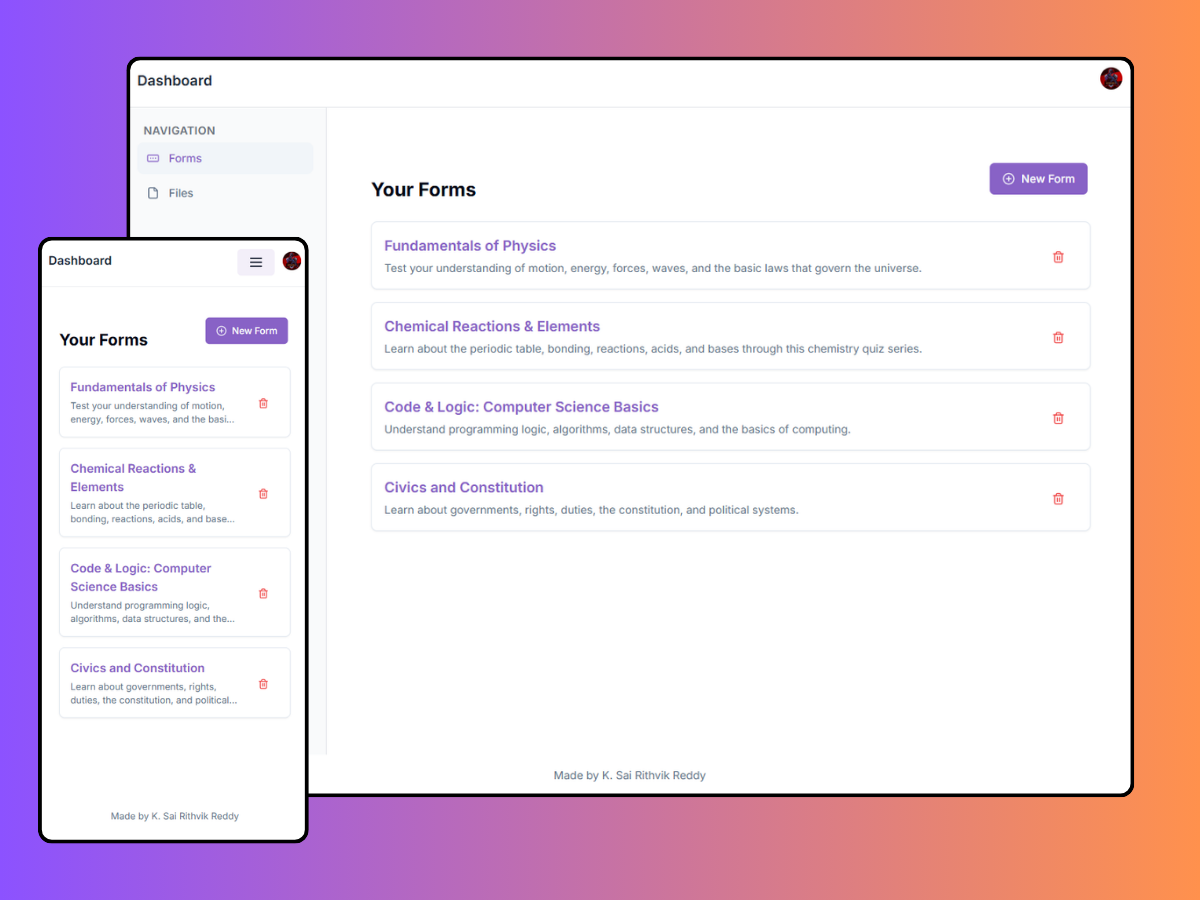 Dashboard
NAVIGATION
Forms
Files
Your Forms
New Form
Fundamentals of Physics
Test your understanding of motion, energy, forces, waves, and the basic laws that govern the universe.
Chemical Reactions & Elements
Learn about the periodic table, bonding, reactions, acids, and bases through this chemistry quiz series.
Code & Logic: Computer Science Basics
Understand programming logic, algorithms, data structures, and the basics of computing.
Civics and Constitution
Learn about governments, rights, duties, the constitution, and political systems.
Made by K. Sai Rithvik Reddy
Dashboard
Your Forms
New Form
Fundamentals of Physics
Test your understanding of motion,
energy, forces, waves, and the basi...
Chemical Reactions &
Elements
Learn about the periodic table,
bonding, reactions, acids, and base...
Code & Logic: Computer
Science Basics
Understand programming logic,
algorithms, data structures, and the...
Civics and Constitution
Learn about governments, rights,
duties, the constitution, and political...
Made by K. Sai Rithvik Reddy